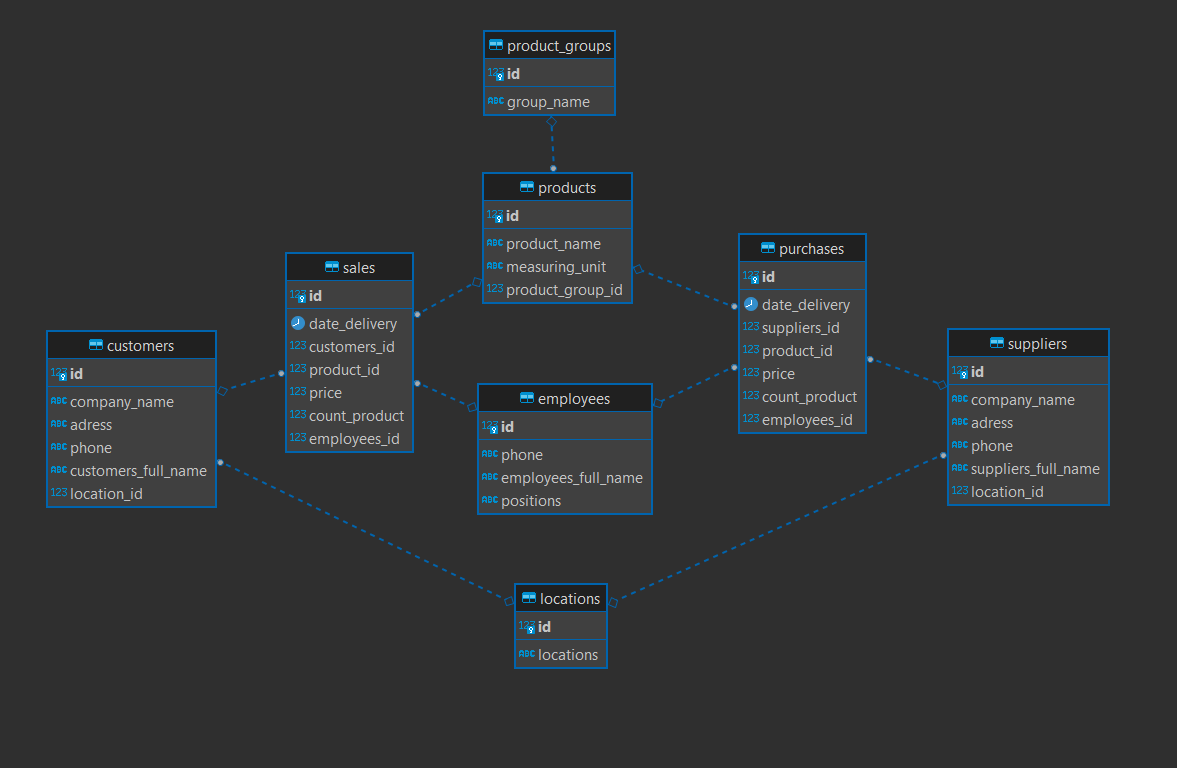 product_groups
123 id
ABC group_name
products
123 id
ABC product_name
ABC measuring_unit
123 product_group_id
sales
123 id
date_delivery
123 customers_id
123 product_id
123 price
123 count_product
123 employees_id
purchases
123 id
date_delivery
123 suppliers_id
123 product_id
123 price
123 count_product
123 employees_id
customers
123 id
ABC company_name
ABC adress
ABC phone
ABC customers_full_name
123 location_id
employees
123 id
ABC phone
ABC employees_full_name
ABC positions
suppliers
123 id
ABC company_name
ABC adress
ABC phone
ABC suppliers_full_name
123 location_id
locations
123 id
ABC locations